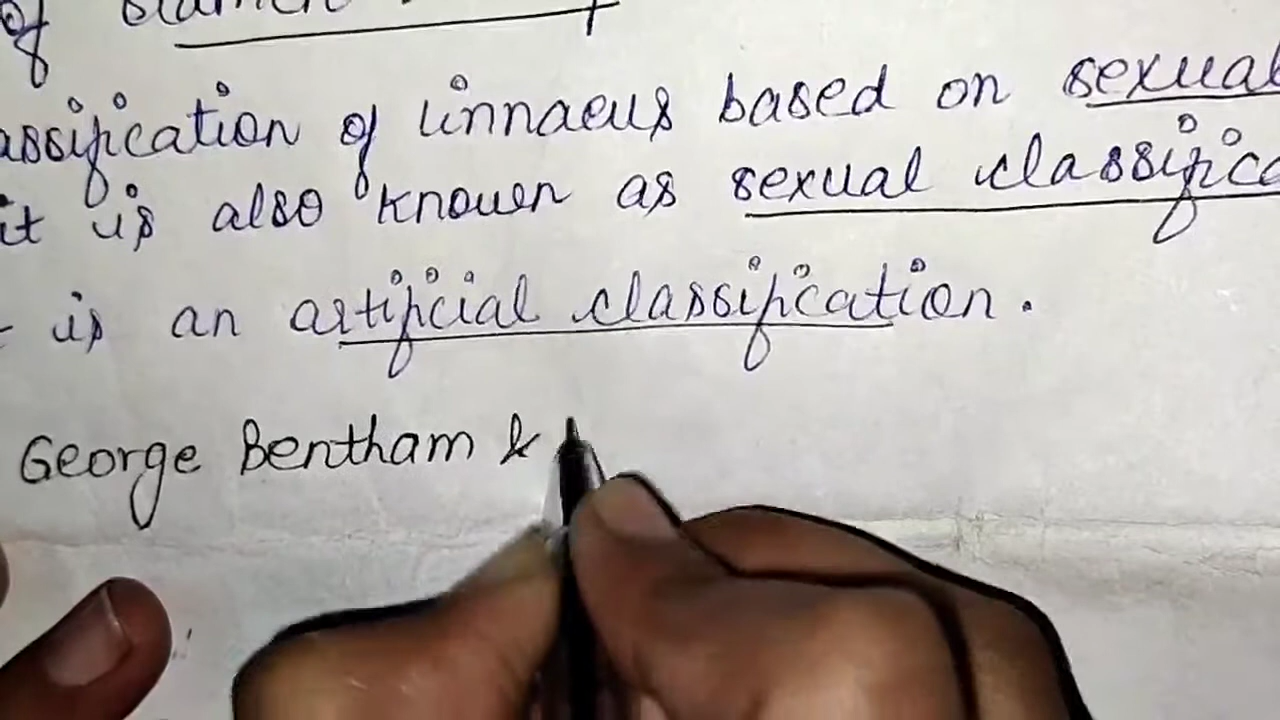 of
assification of linnaeus based on sexual
it is also known as sexual classifica
is an artificial classification.
George Bentham &